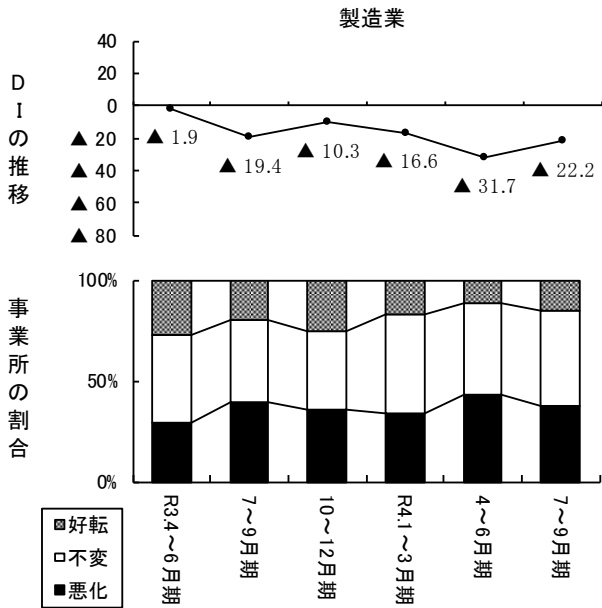 製造業
DIの推移
40
20
0
▲ 20
▲ 40
▲ 60
▲ 80
▲ 1.9
▲ 19.4
▲ 10.3
▲ 16.6
▲ 31.7
▲ 22.2
事業所の割合
100%
50%
0%
R3.4～6月期
7～9月期
10～12月期
R4.1～3月期
4～6月期
7～9月期
好転
不変
悪化